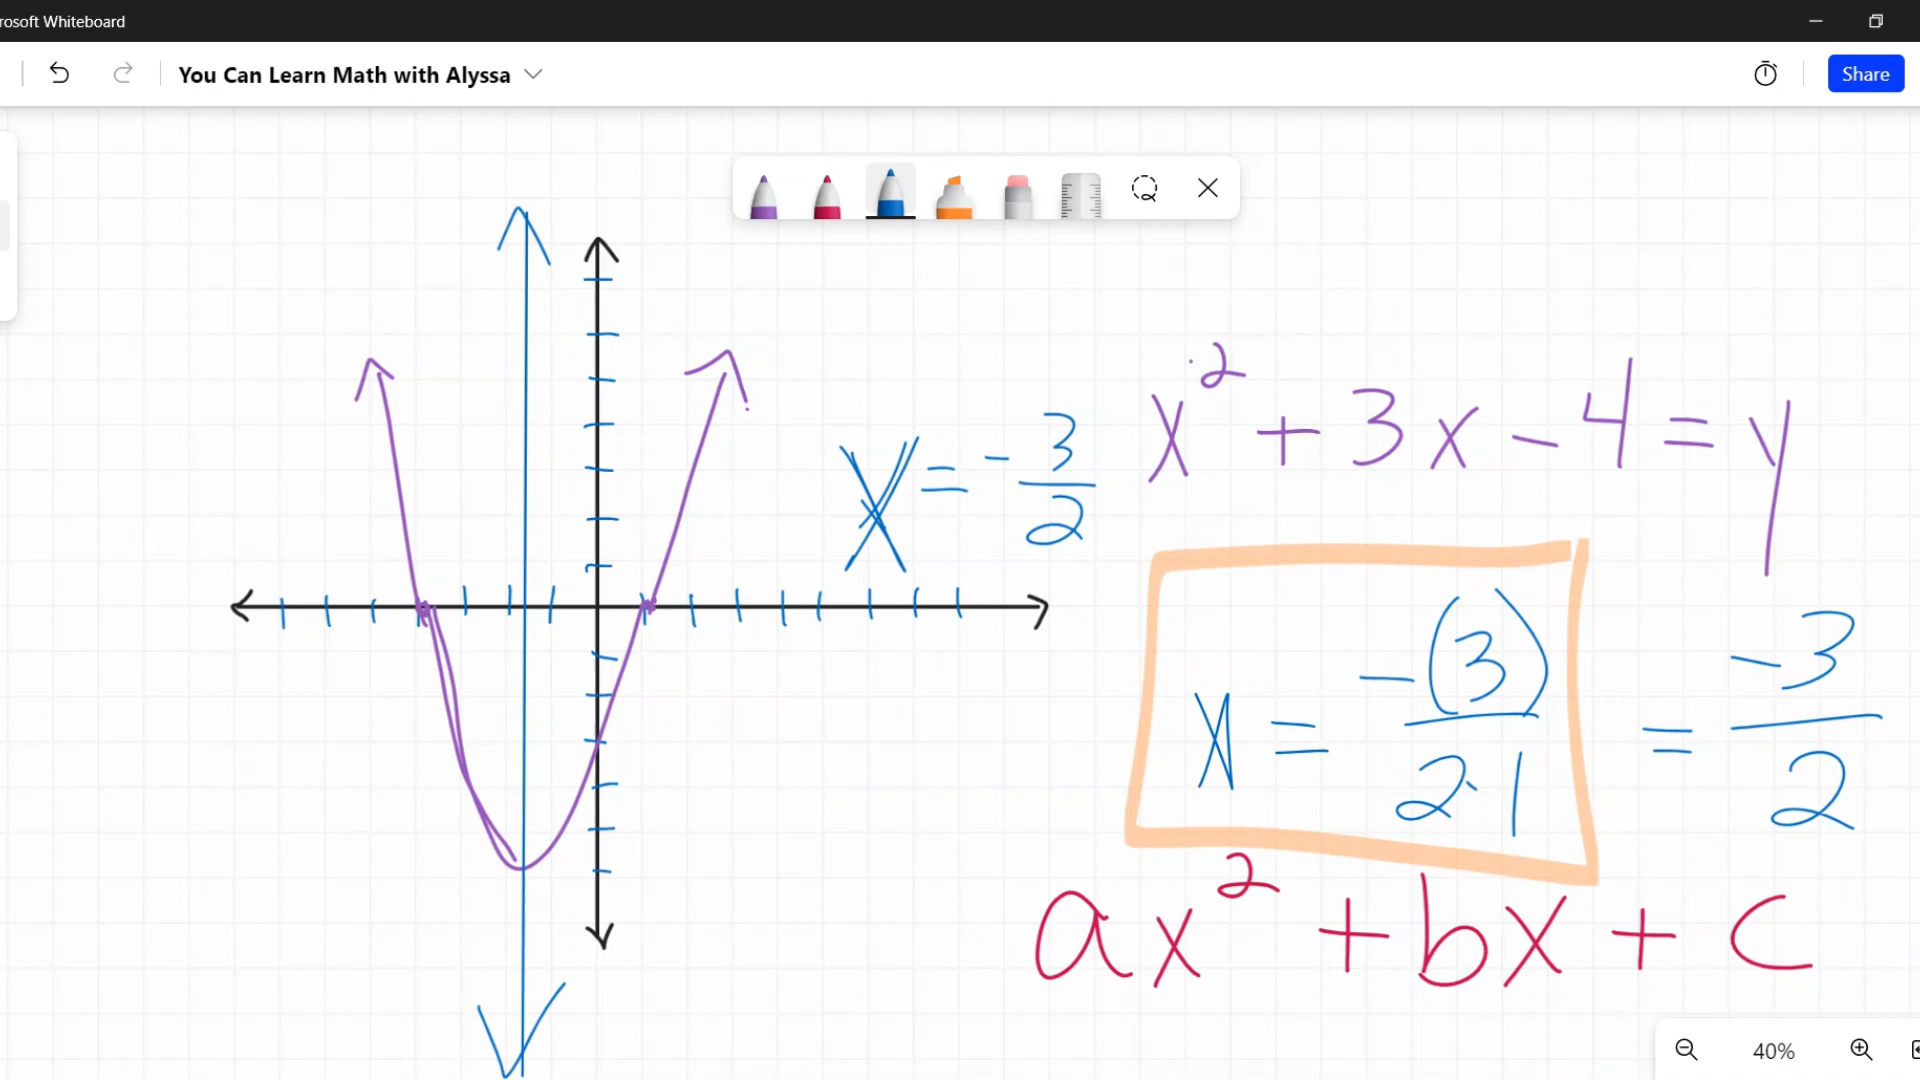 rosoft Whiteboard
You Can Learn Math with Alyssa
Share
x² + 3x - 4 = y
x = -3/2
x = -(3)/2·1 = -3/2
ax² + bx + c
40%